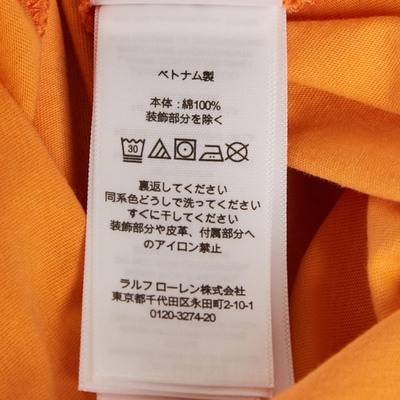 ベトナム製
本体：綿100%
装飾部分を除く
30
裏返してください
同系色どうしで洗ってください
すぐに干してください
装飾部分や皮革、付属部分へ
のアイロン禁止
ラルフ ローレン株式会社
東京都千代田区永田町2-10-1
0120-3274-20